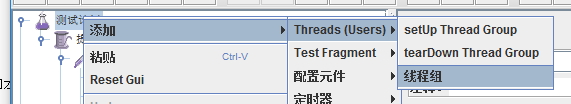 测试计划
添加
Threads (Users)
setUp Thread Group
粘贴
Ctrl-V
Test Fragment
tearDown Thread Group
Reset Gui
配置元件
线程组
定时器